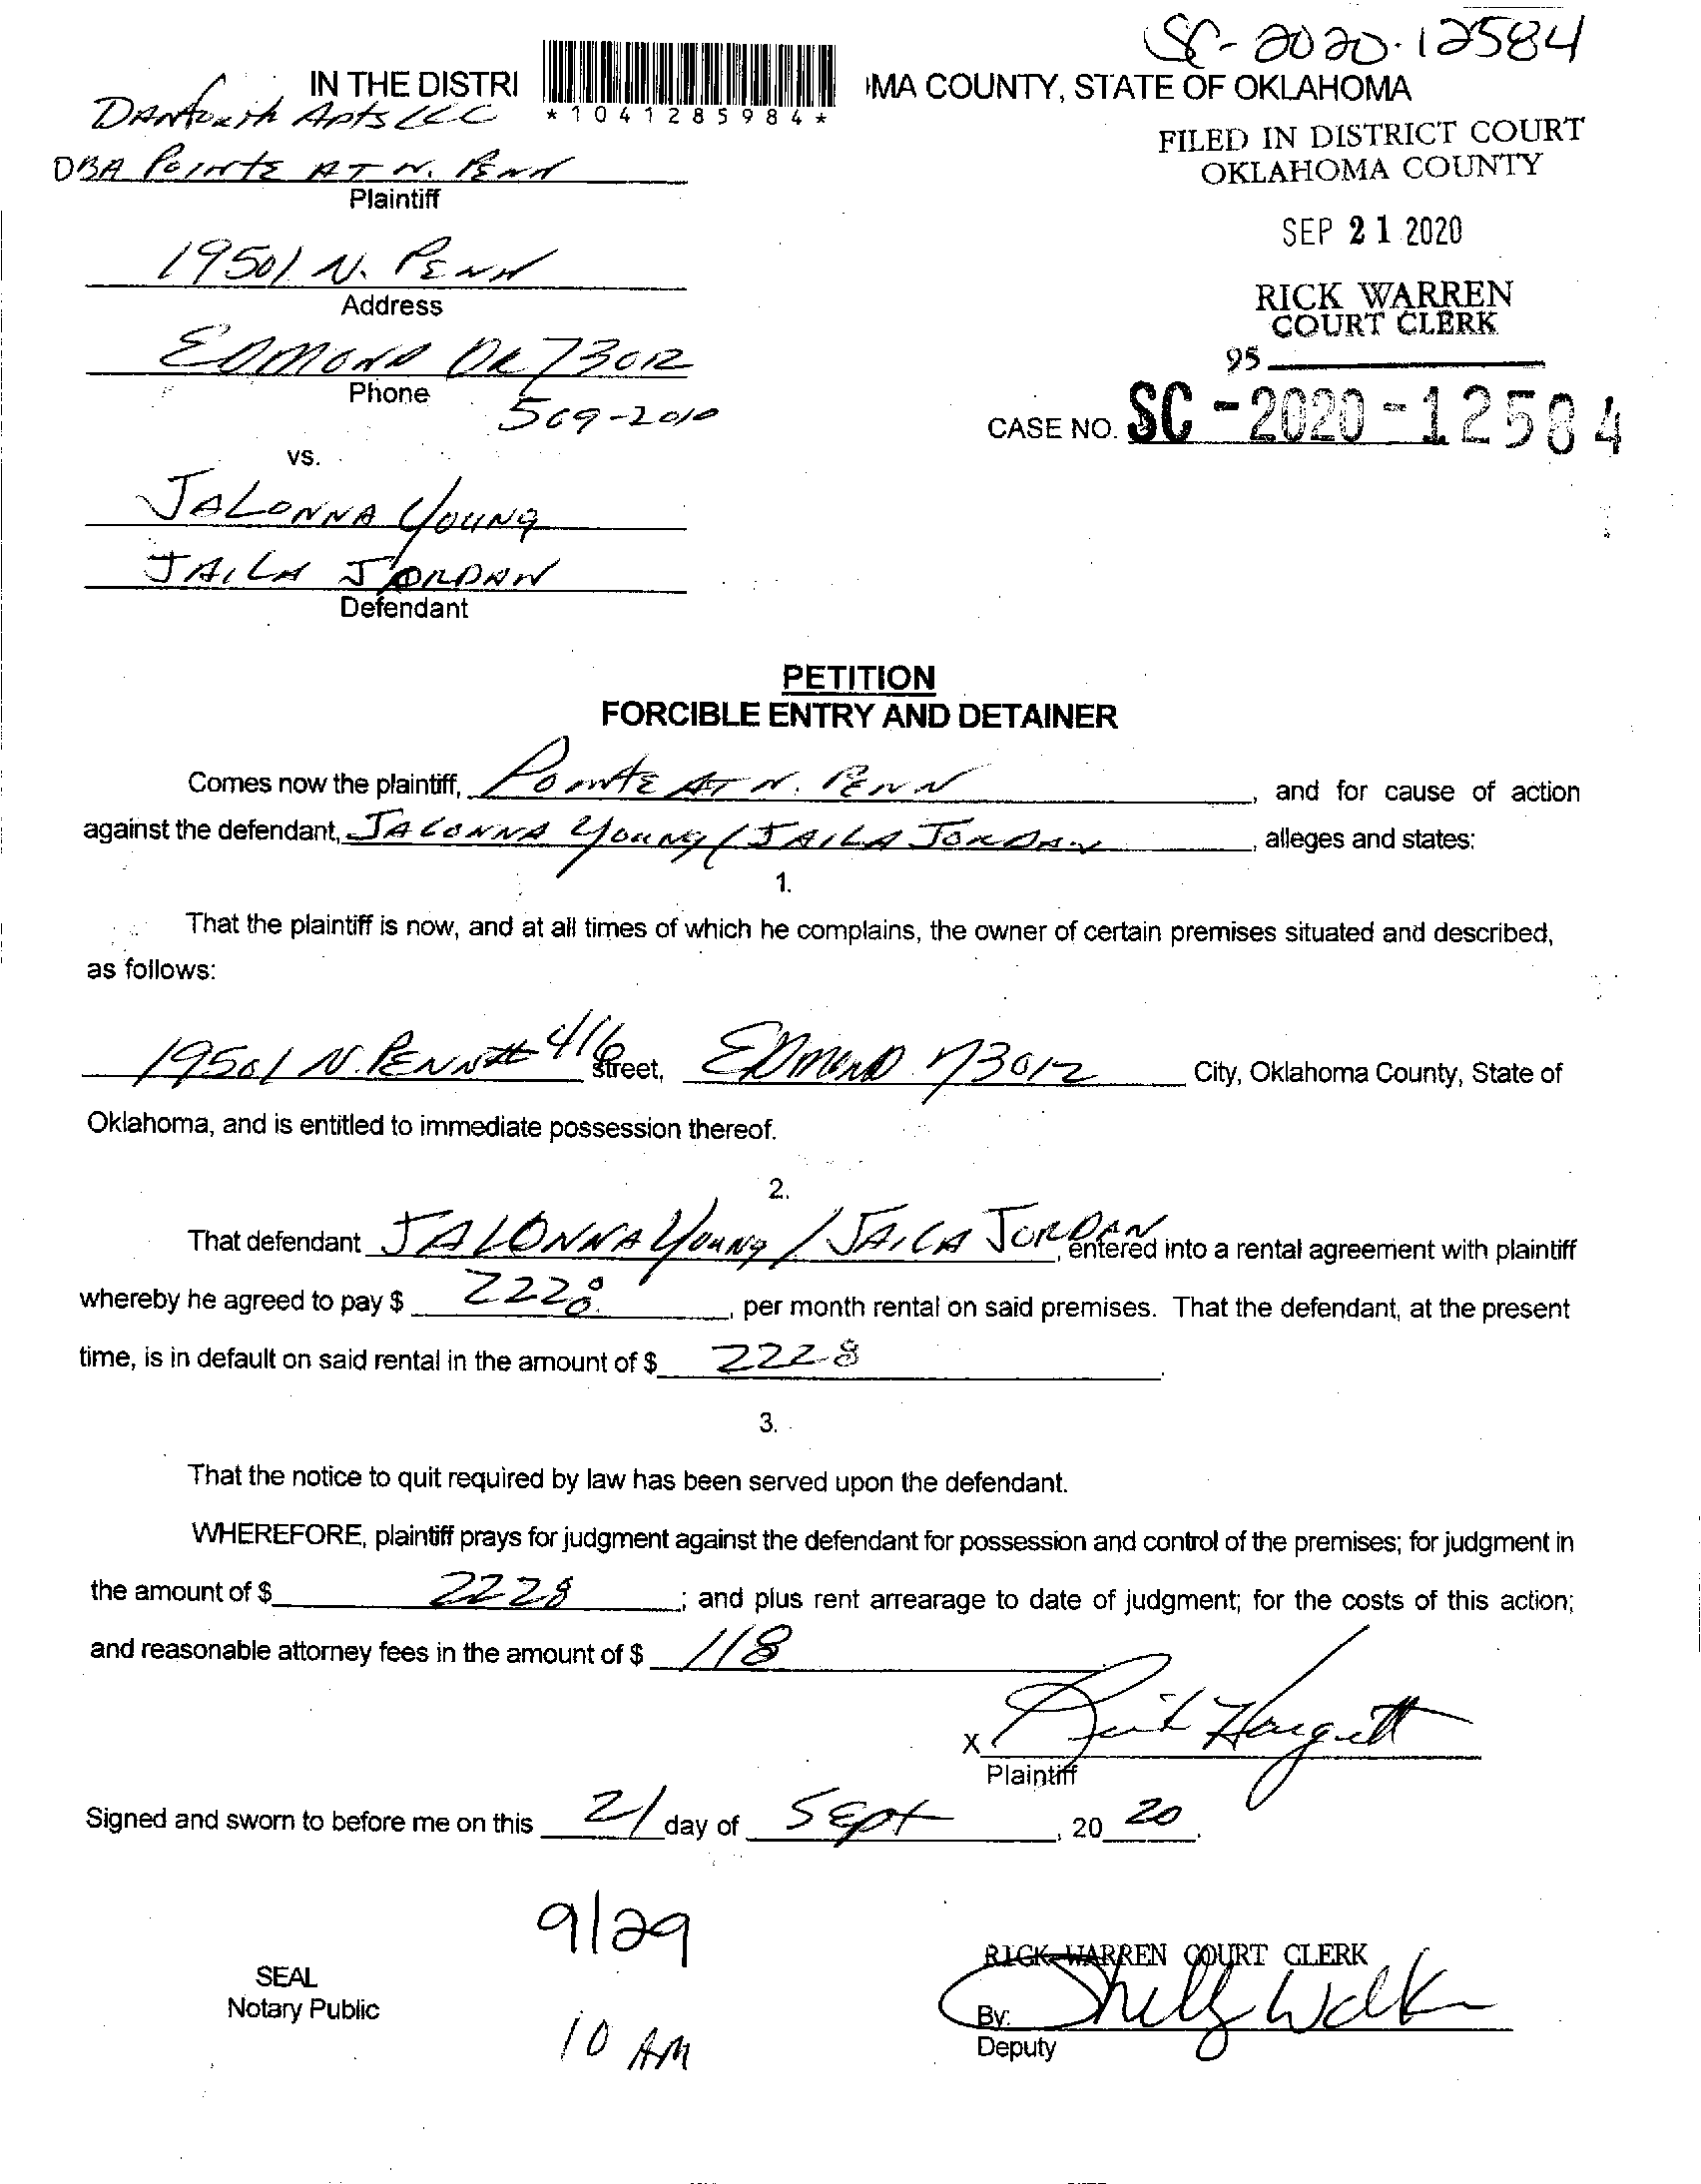 SC-2020-12584
IN THE DISTRI
MA COUNTY, STATE OF OKLAHOMA
*1041285984*
Danforth Apts LLC
FILED IN DISTRICT COURT
OKLAHOMA COUNTY
DBA Pointe AT N. Penn
Plaintiff
SEP 21 2020
19501 N. Penn
Address
RICK WARREN
COURT CLERK
Edmond OK 73012
95
Phone
569-2010
CASE NO. SC-2020-12584
vs.
JALONNA YOUNG
JAILA JORDAN
Defendant
PETITION
FORCIBLE ENTRY AND DETAINER
Comes now the plaintiff, Pointe AT N. Penn, and for cause of action
against the defendant, JALONNA YOUNG / JAILA JORDAN, alleges and states:
1.
That the plaintiff is now, and at all times of which he complains, the owner of certain premises situated and described,
as follows:
19501 N. PENN # 416 street, EDMOND 73012 City, Oklahoma County, State of
Oklahoma, and is entitled to immediate possession thereof.
2.
That defendant JALONNA YOUNG / JAILA JORDAN, entered into a rental agreement with plaintiff
whereby he agreed to pay $ 2228, per month rental on said premises. That the defendant, at the present
time, is in default on said rental in the amount of $ 2228.
3.
That the notice to quit required by law has been served upon the defendant.
WHEREFORE, plaintiff prays for judgment against the defendant for possession and control of the premises; for judgment in
the amount of $ 2228; and plus rent arrearage to date of judgment; for the costs of this action;
and reasonable attorney fees in the amount of $ 118
X Hargett
Plaintiff
Signed and sworn to before me on this 21 day of Sept, 20 20.
9/29
RICK WARREN COURT CLERK
SEAL
Notary Public
10 AM
By: Shelly Walk
Deputy